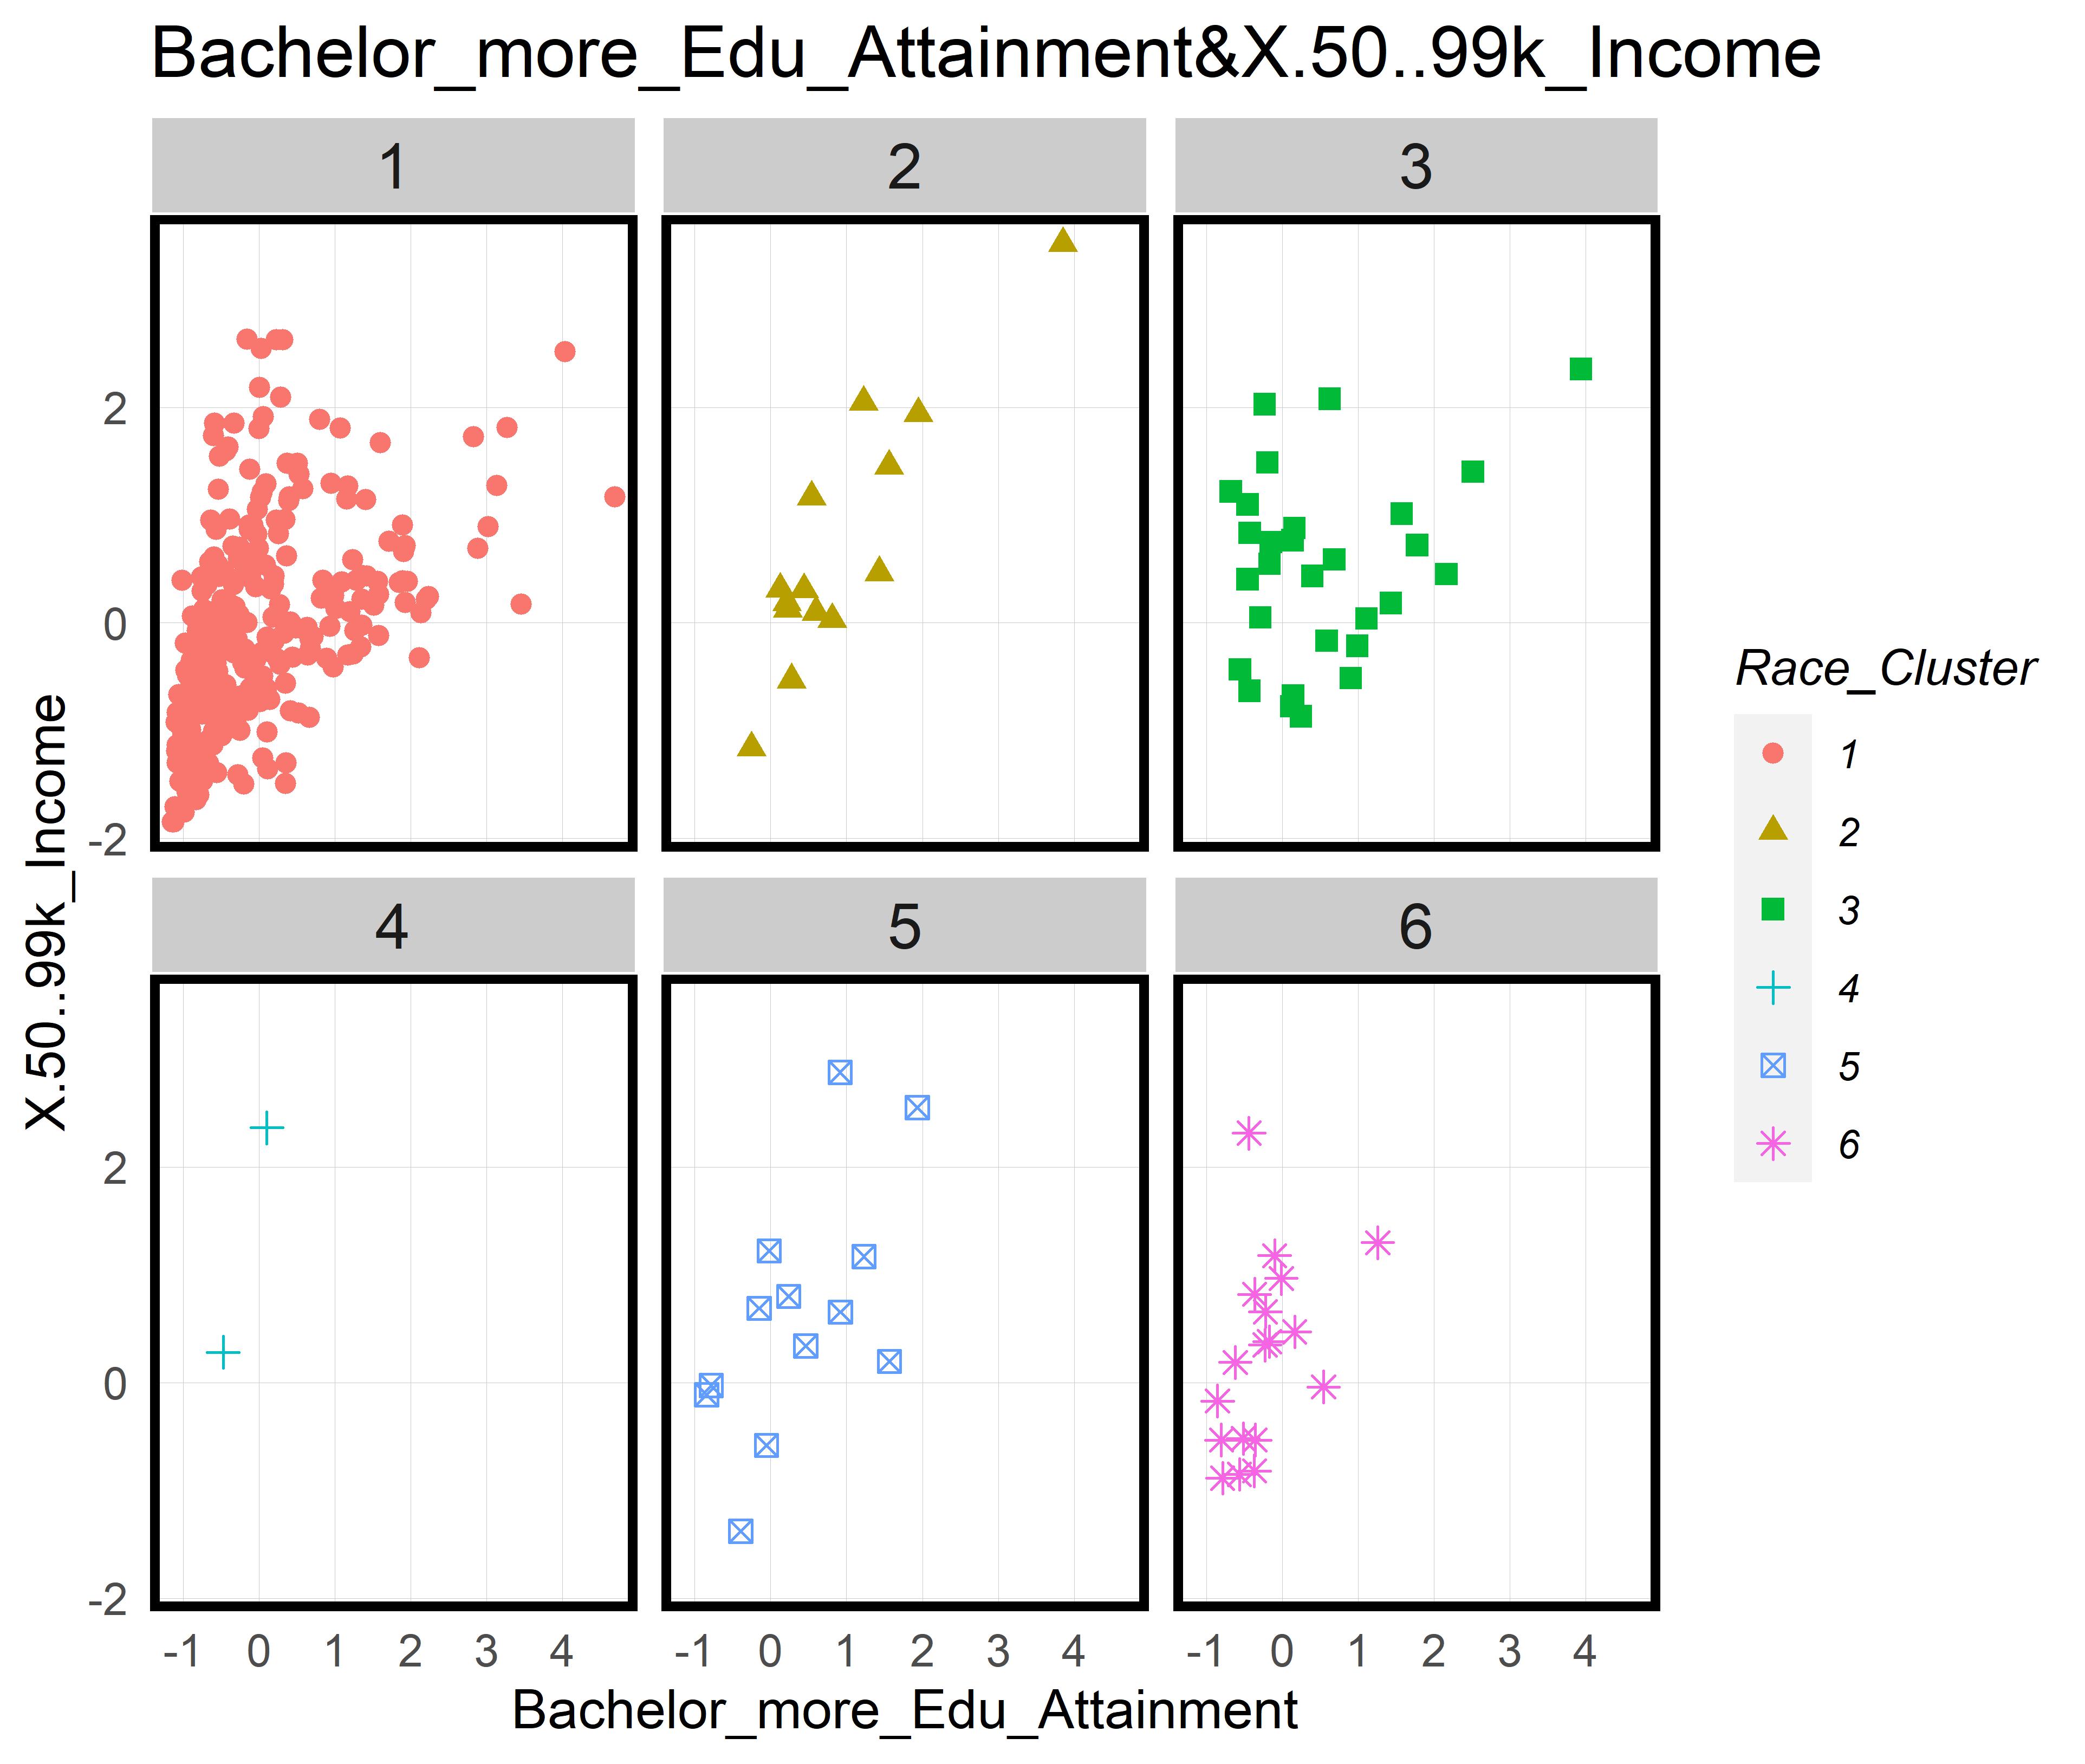 Bachelor_more_Edu_Attainment&X.50..99k_Income
1 2 3
2
0
-2
4 5 6
2
0
-2
-1 0 1 2 3 4 -1 0 1 2 3 4 -1 0 1 2 3 4
Bachelor_more_Edu_Attainment
X.50..99k_Income
Race_Cluster
1
2
3
4
5
6